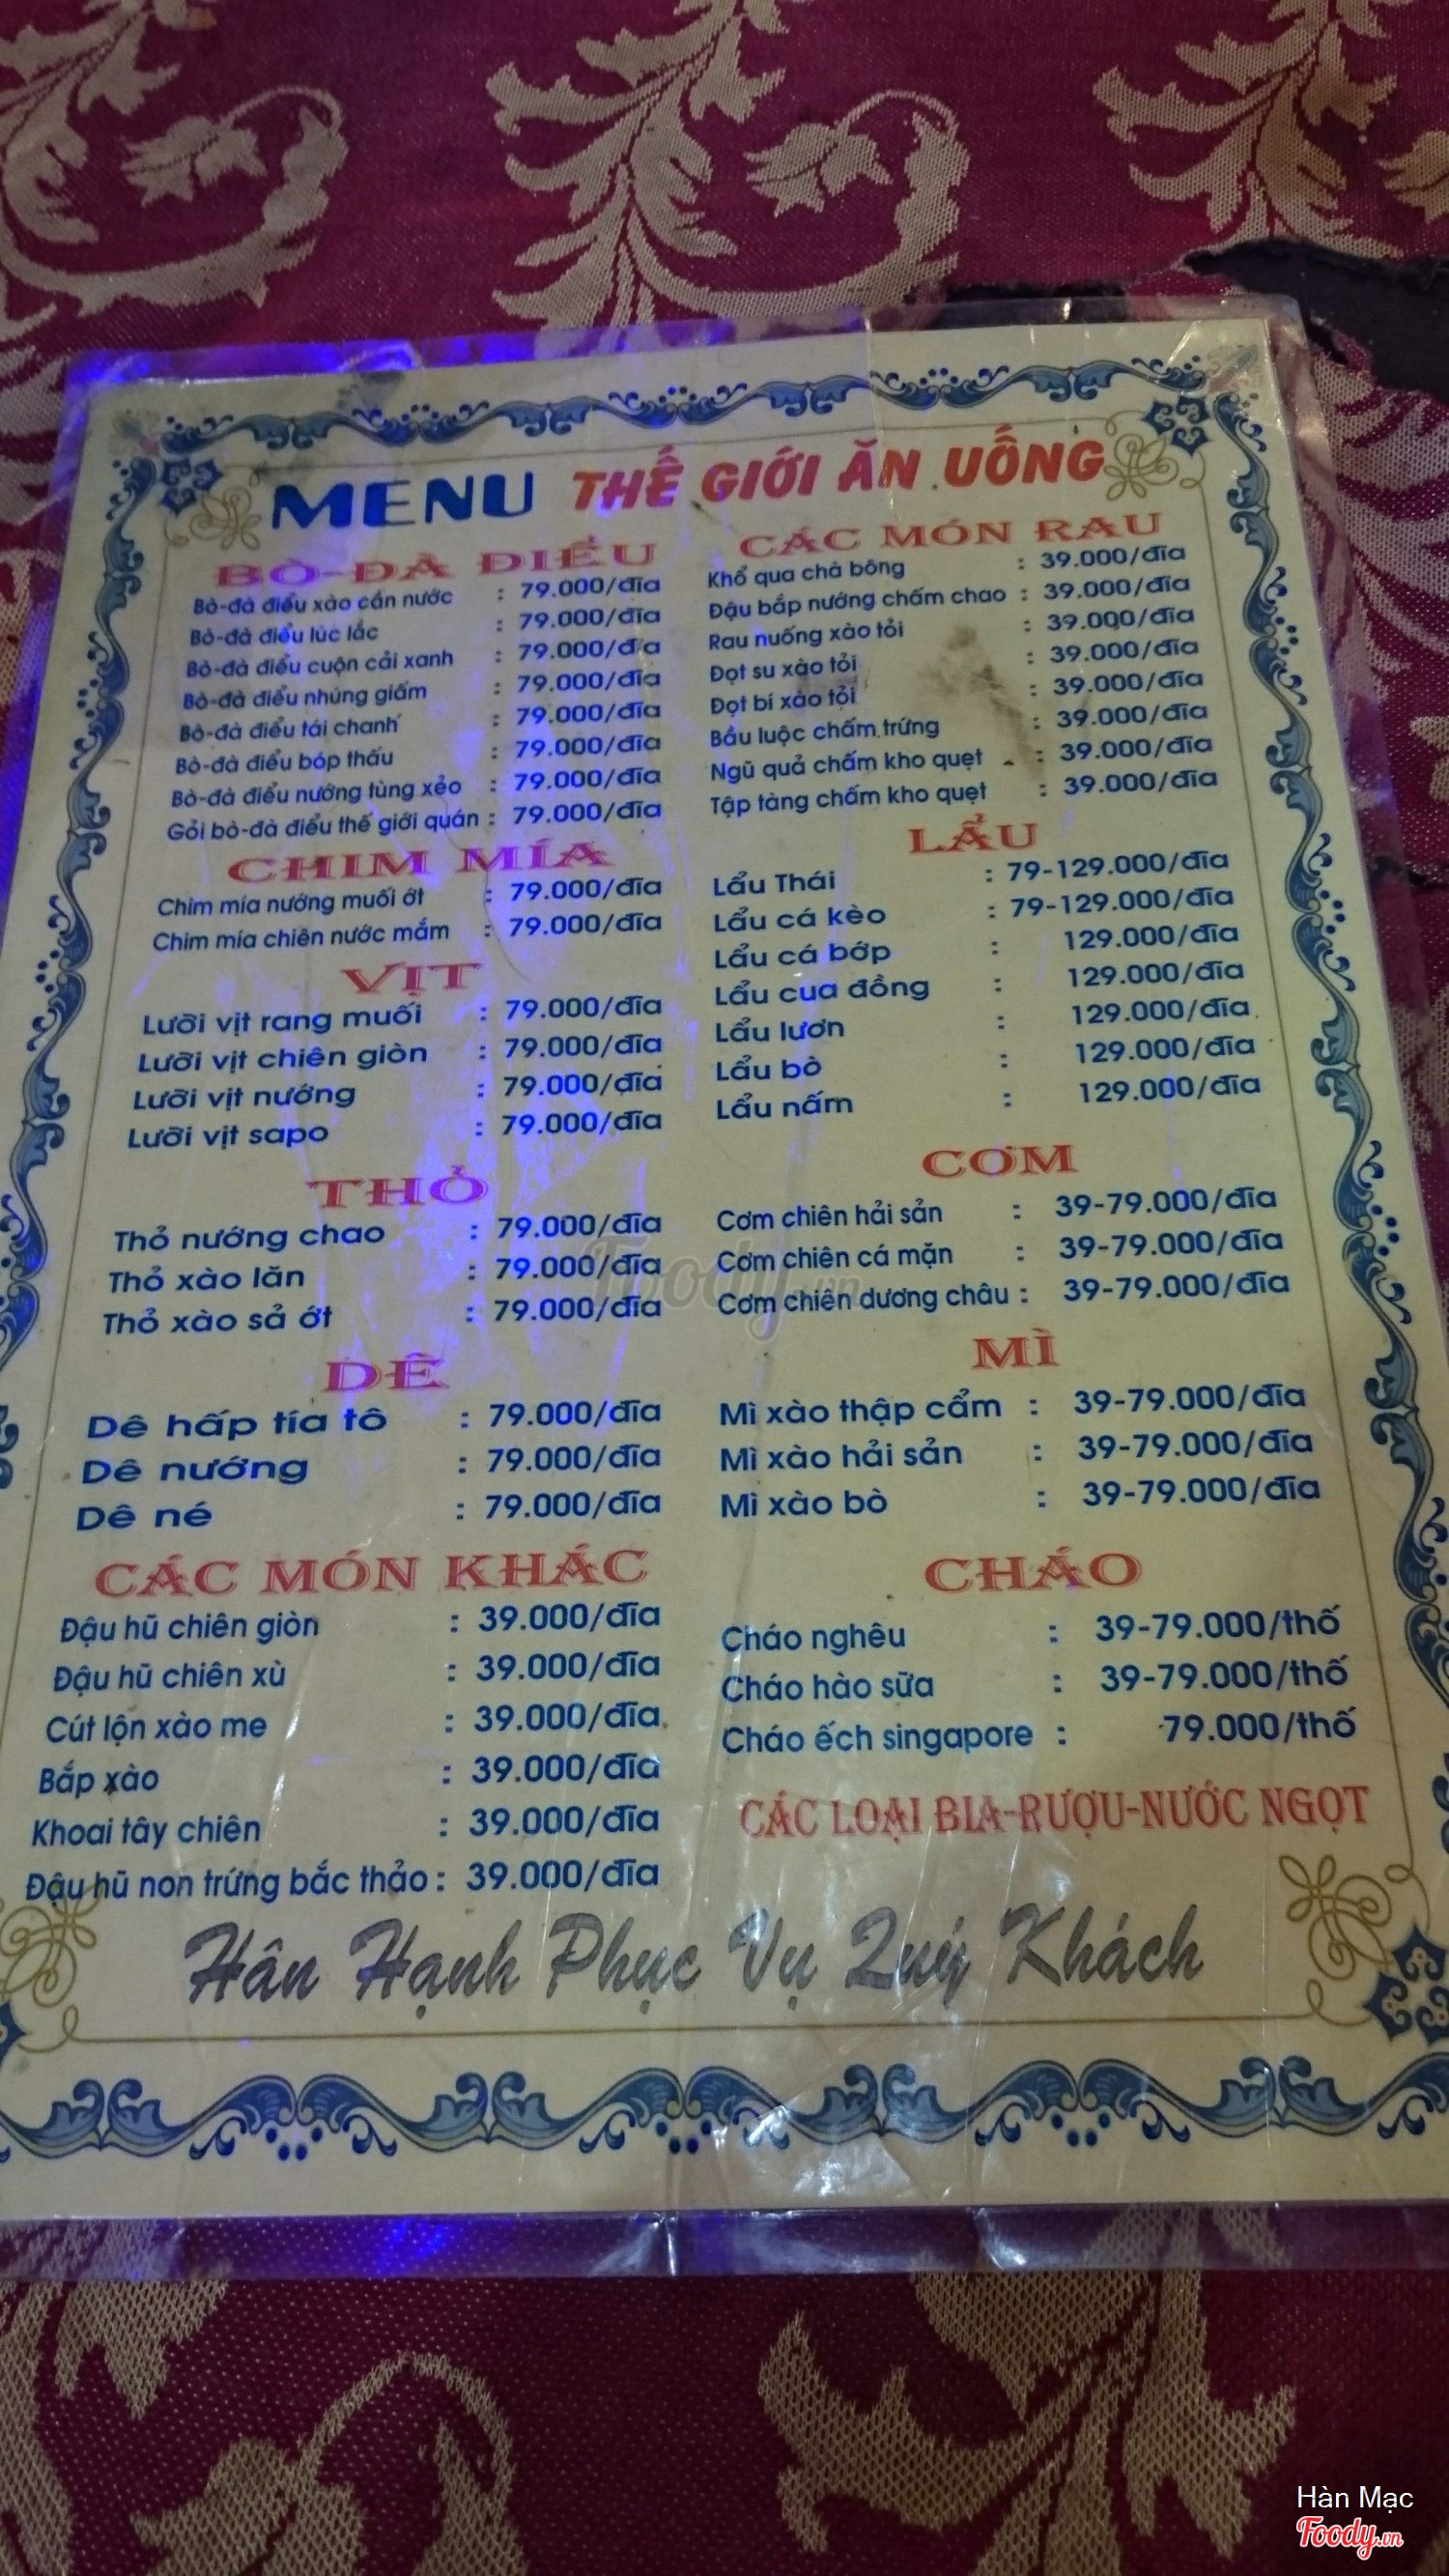 MENU THẾ GIỚI ĂN UỐNG
BÒ-ĐÀ ĐIỂU
Bò-đà điểu xào cần nước : 79.000/đĩa
Bò-đà điểu lúc lắc : 79.000/đĩa
Bò-đà điểu cuộn cải xanh : 79.000/đĩa
Bò-đà điểu nhúng giấm : 79.000/đĩa
Bò-đà điểu tái chanh : 79.000/đĩa
Bò-đà điểu bóp thấu : 79.000/đĩa
Bò-đà điểu nướng tùng xẻo : 79.000/đĩa
Gỏi bò-đà điểu thế giới quán : 79.000/đĩa
CHIM MÍA
Chim mía nướng muối ớt : 79.000/đĩa
Chim mía chiên nước mắm : 79.000/đĩa
VỊT
Lưỡi vịt rang muối : 79.000/đĩa
Lưỡi vịt chiên giòn : 79.000/đĩa
Lưỡi vịt nướng : 79.000/đĩa
Lưỡi vịt sapo : 79.000/đĩa
THỎ
Thỏ nướng chao : 79.000/đĩa
Thỏ xào lăn : 79.000/đĩa
Thỏ xào sả ớt : 79.000/đĩa
DÊ
Dê hấp tía tô : 79.000/đĩa
Dê nướng : 79.000/đĩa
Dê né : 79.000/đĩa
CÁC MÓN KHÁC
Đậu hũ chiên giòn : 39.000/đĩa
Đậu hũ chiên xù : 39.000/đĩa
Cút lộn xào me : 39.000/đĩa
Bắp xào : 39.000/đĩa
Khoai tây chiên : 39.000/đĩa
Đậu hũ non trứng bắc thảo : 39.000/đĩa
CÁC MÓN RAU
Khổ qua chà bông : 39.000/đĩa
Đậu bắp nướng chấm chao : 39.000/đĩa
Rau nuống xào tỏi : 39.000/đĩa
Đọt su xào tỏi : 39.000/đĩa
Đọt bí xào tỏi : 39.000/đĩa
Bầu luộc chấm trứng : 39.000/đĩa
Ngũ quả chấm kho quẹt : 39.000/đĩa
Tập tàng chấm kho quẹt : 39.000/đĩa
LẨU
Lẩu Thái : 79-129.000/đĩa
Lẩu cá kèo : 79-129.000/đĩa
Lẩu cá bớp : 129.000/đĩa
Lẩu cua đồng : 129.000/đĩa
Lẩu lươn : 129.000/đĩa
Lẩu bò : 129.000/đĩa
Lẩu nấm : 129.000/đĩa
CƠM
Cơm chiên hải sản : 39-79.000/đĩa
Cơm chiên cá mặn : 39-79.000/đĩa
Cơm chiên dương châu : 39-79.000/đĩa
MÌ
Mì xào thập cẩm : 39-79.000/đĩa
Mì xào hải sản : 39-79.000/đĩa
Mì xào bò : 39-79.000/đĩa
CHÁO
Cháo nghêu : 39-79.000/thố
Cháo hào sữa : 39-79.000/thố
Cháo ếch singapore : 79.000/thố
CÁC LOẠI BIA-RƯỢU-NƯỚC NGỌT
Hân Hạnh Phục Vụ Quý Khách
Foody.vn
Hàn Mạc
Foody.vn